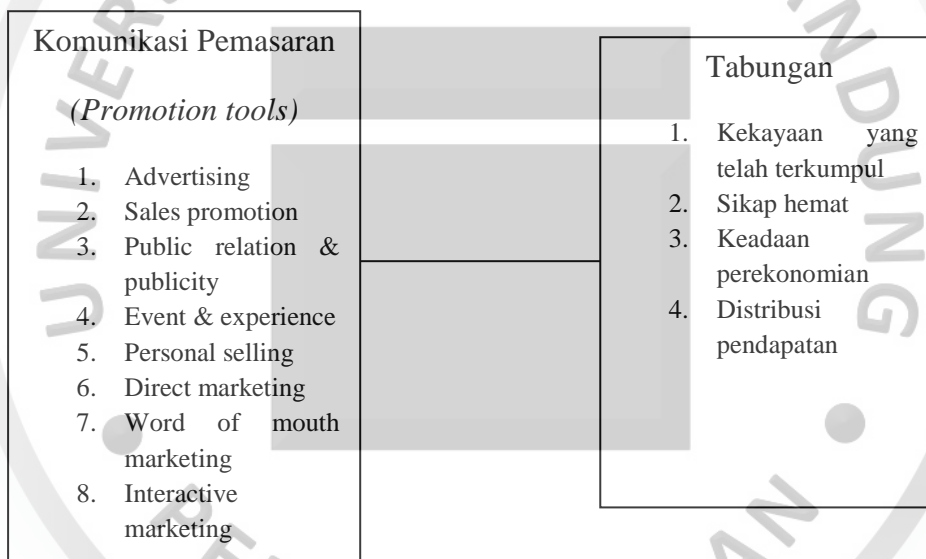 Komunikasi Pemasaran
(Promotion tools)
1. Advertising
2. Sales promotion
3. Public relation &
publicity
4. Event & experience
5. Personal selling
6. Direct marketing
7. Word of mouth
marketing
8. Interactive
marketing
Tabungan
1. Kekayaan yang
telah terkumpul
2. Sikap hemat
3. Keadaan
perekonomian
4. Distribusi
pendapatan